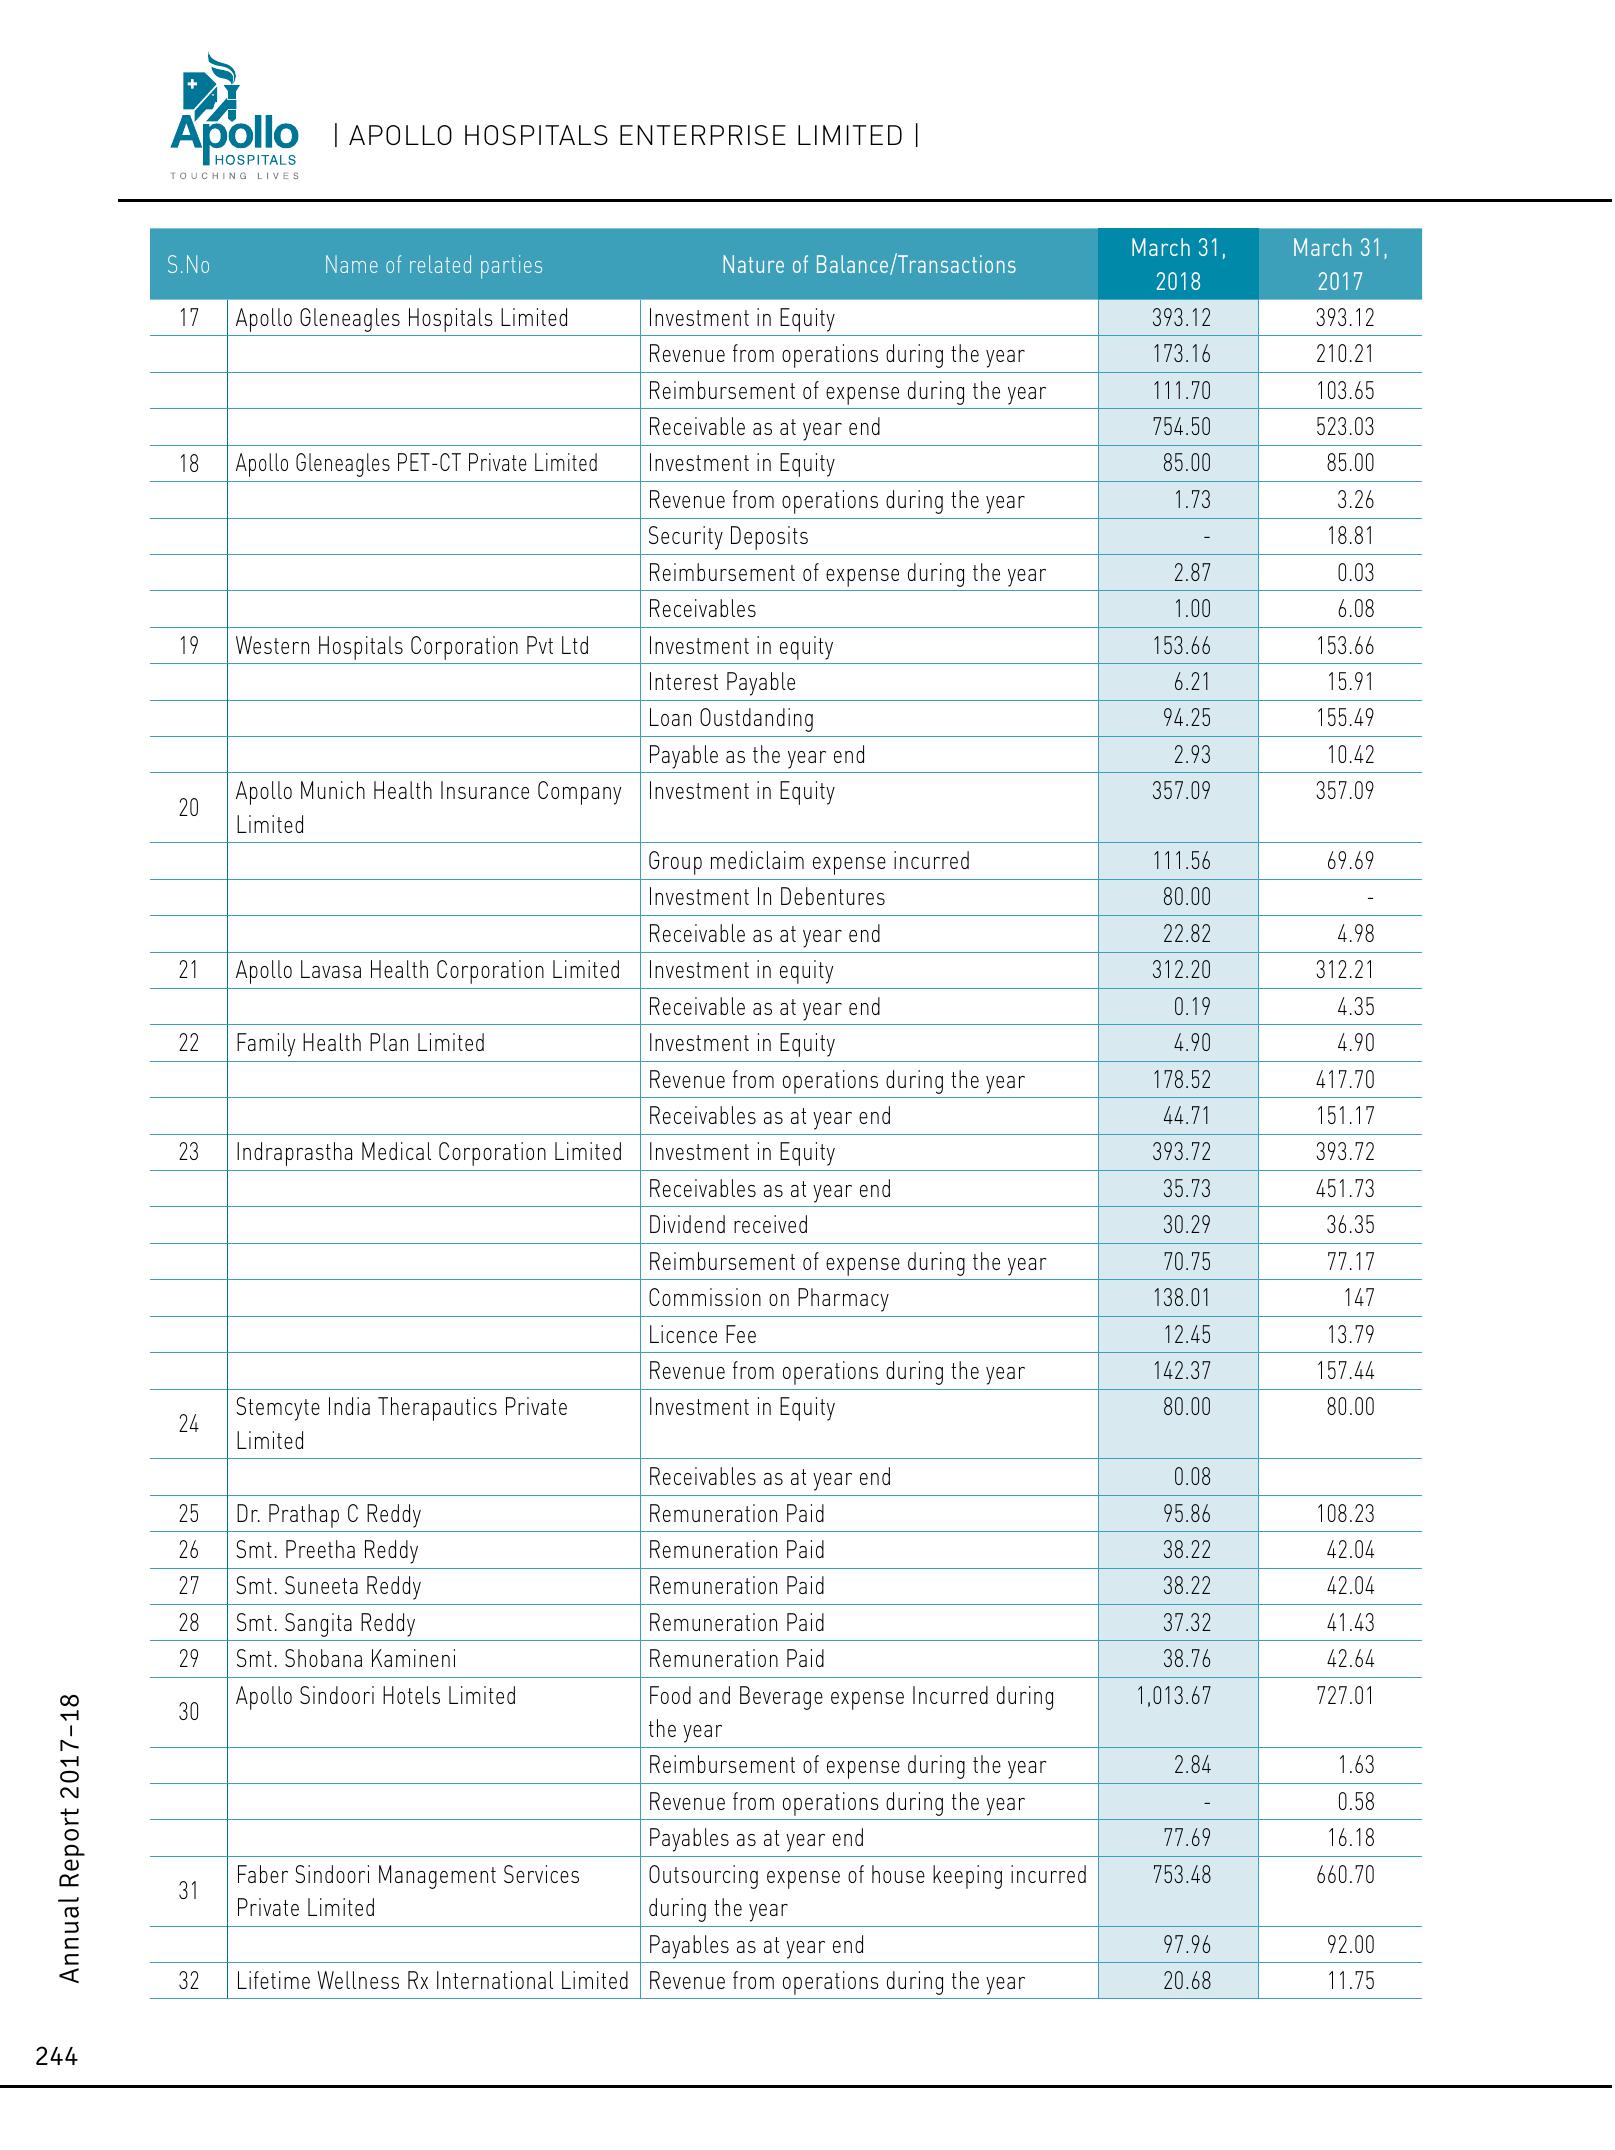 Apollo
HOSPITALS
TOUCHING LIVES
| APOLLO HOSPITALS ENTERPRISE LIMITED |
S.No Name of related parties Nature of Balance/Transactions March 31, 2018 March 31, 2017
17 Apollo Gleneagles Hospitals Limited Investment in Equity 393.12 393.12
Revenue from operations during the year 173.16 210.21
Reimbursement of expense during the year 111.70 103.65
Receivable as at year end 754.50 523.03
18 Apollo Gleneagles PET-CT Private Limited Investment in Equity 85.00 85.00
Revenue from operations during the year 1.73 3.26
Security Deposits - 18.81
Reimbursement of expense during the year 2.87 0.03
Receivables 1.00 6.08
19 Western Hospitals Corporation Pvt Ltd Investment in equity 153.66 153.66
Interest Payable 6.21 15.91
Loan Oustdanding 94.25 155.49
Payable as the year end 2.93 10.42
20 Apollo Munich Health Insurance Company Investment in Equity 357.09 357.09
Limited
Group mediclaim expense incurred 111.56 69.69
Investment In Debentures 80.00 -
Receivable as at year end 22.82 4.98
21 Apollo Lavasa Health Corporation Limited Investment in equity 312.20 312.21
Receivable as at year end 0.19 4.35
22 Family Health Plan Limited Investment in Equity 4.90 4.90
Revenue from operations during the year 178.52 417.70
Receivables as at year end 44.71 151.17
23 Indraprastha Medical Corporation Limited Investment in Equity 393.72 393.72
Receivables as at year end 35.73 451.73
Dividend received 30.29 36.35
Reimbursement of expense during the year 70.75 77.17
Commission on Pharmacy 138.01 147
Licence Fee 12.45 13.79
Revenue from operations during the year 142.37 157.44
24 Stemcyte India Therapautics Private Investment in Equity 80.00 80.00
Limited
Receivables as at year end 0.08
25 Dr. Prathap C Reddy Remuneration Paid 95.86 108.23
26 Smt. Preetha Reddy Remuneration Paid 38.22 42.04
27 Smt. Suneeta Reddy Remuneration Paid 38.22 42.04
28 Smt. Sangita Reddy Remuneration Paid 37.32 41.43
29 Smt. Shobana Kamineni Remuneration Paid 38.76 42.64
30 Apollo Sindoori Hotels Limited Food and Beverage expense Incurred during 1,013.67 727.01
the year
Reimbursement of expense during the year 2.84 1.63
Revenue from operations during the year - 0.58
Payables as at year end 77.69 16.18
31 Faber Sindoori Management Services Outsourcing expense of house keeping incurred 753.48 660.70
Private Limited during the year
Payables as at year end 97.96 92.00
32 Lifetime Wellness Rx International Limited Revenue from operations during the year 20.68 11.75
Annual Report 2017–18
244